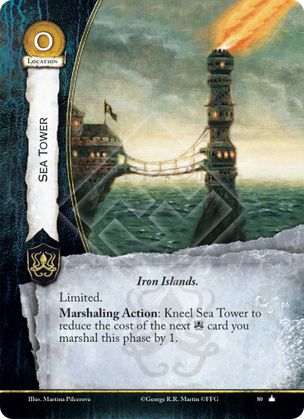 0
LOCATION
SEA TOWER
Iron Islands.
Limited.
Marshaling Action: Kneel Sea Tower to
reduce the cost of the next card you
marshal this phase by 1.
Illus. Martina Pilcerova
©George R.R. Martin ©FFG
80